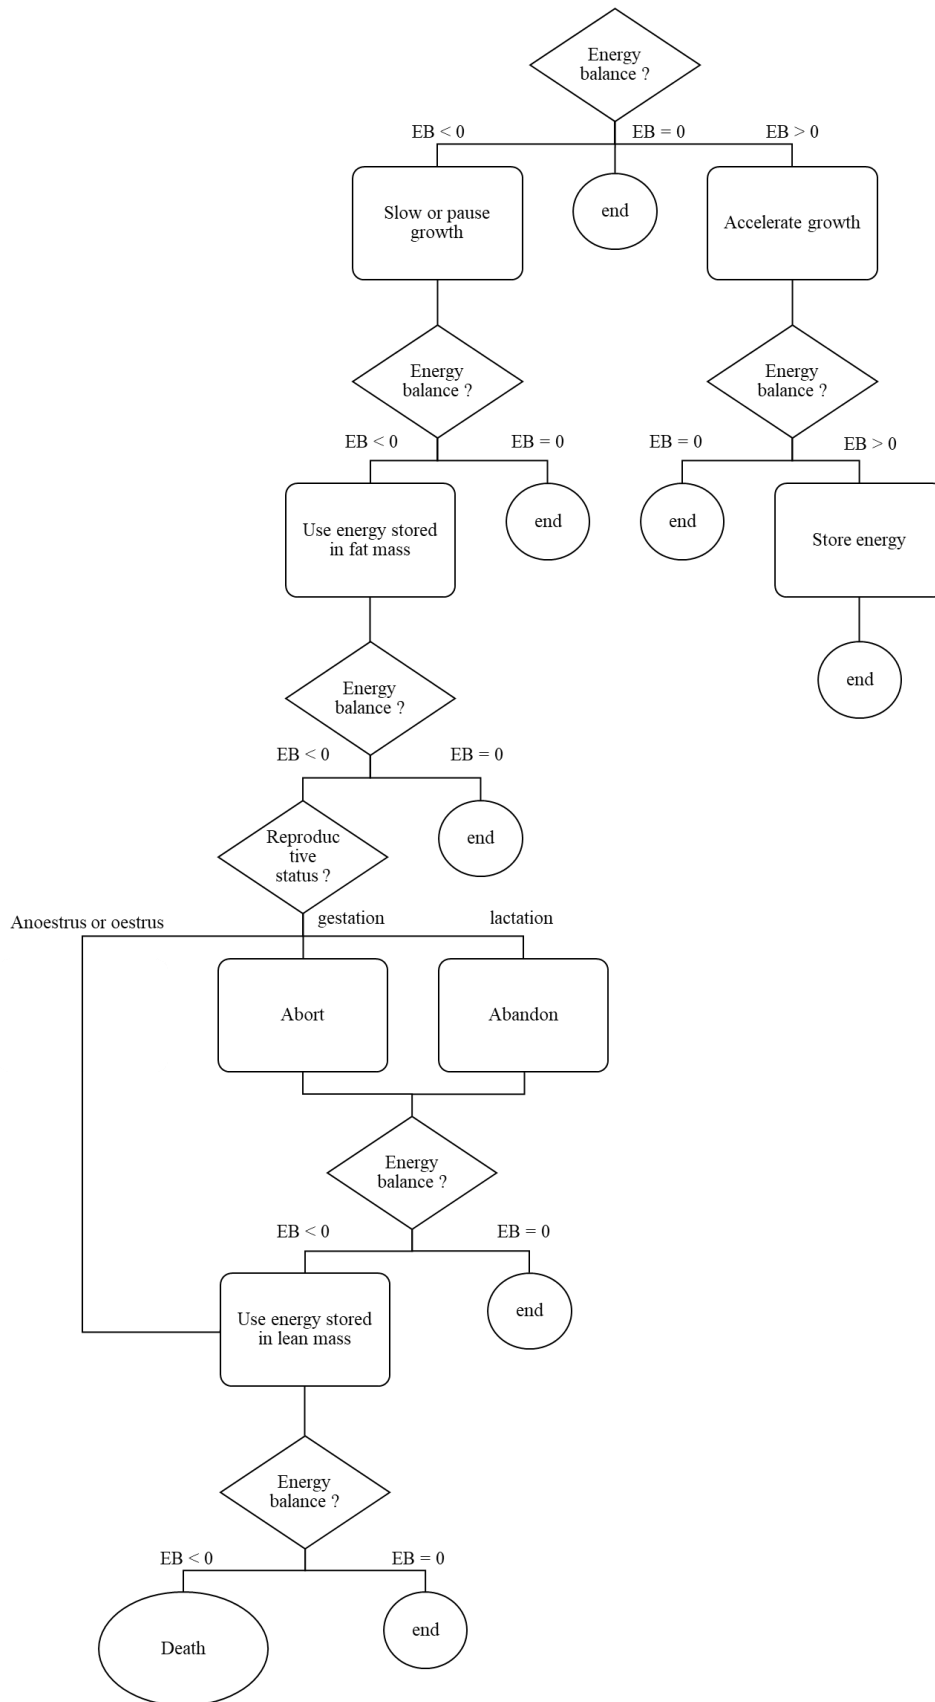 Energy
balance ?
EB < 0
EB = 0
EB > 0
Slow or pause
growth
end
Accelerate growth
Energy
balance ?
Energy
balance ?
EB < 0
EB = 0
EB = 0
EB > 0
Use energy stored
in fat mass
end
end
Store energy
Energy
balance ?
end
EB < 0
EB = 0
Reproduc
tive
status ?
end
Anoestrus or oestrus
gestation
lactation
Abort
Abandon
Energy
balance ?
EB < 0
EB = 0
Use energy stored
in lean mass
end
Energy
balance ?
EB < 0
EB = 0
Death
end